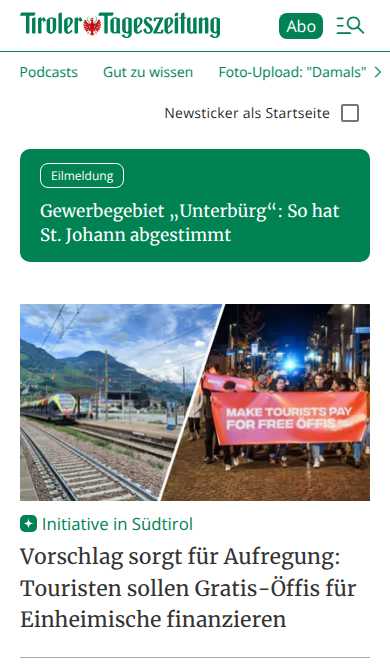 Tiroler Tageszeitung
Abo
Podcasts Gut zu wissen Foto-Upload: "Damals"
Newsticker als Startseite
Eilmeldung
Gewerbegebiet „Unterbürg“: So hat
St. Johann abgestimmt
MAKE TOURISTS PAY
FOR FREE ÖFFIS
Initiative in Südtirol
Vorschlag sorgt für Aufregung:
Touristen sollen Gratis-Öffis für
Einheimische finanzieren